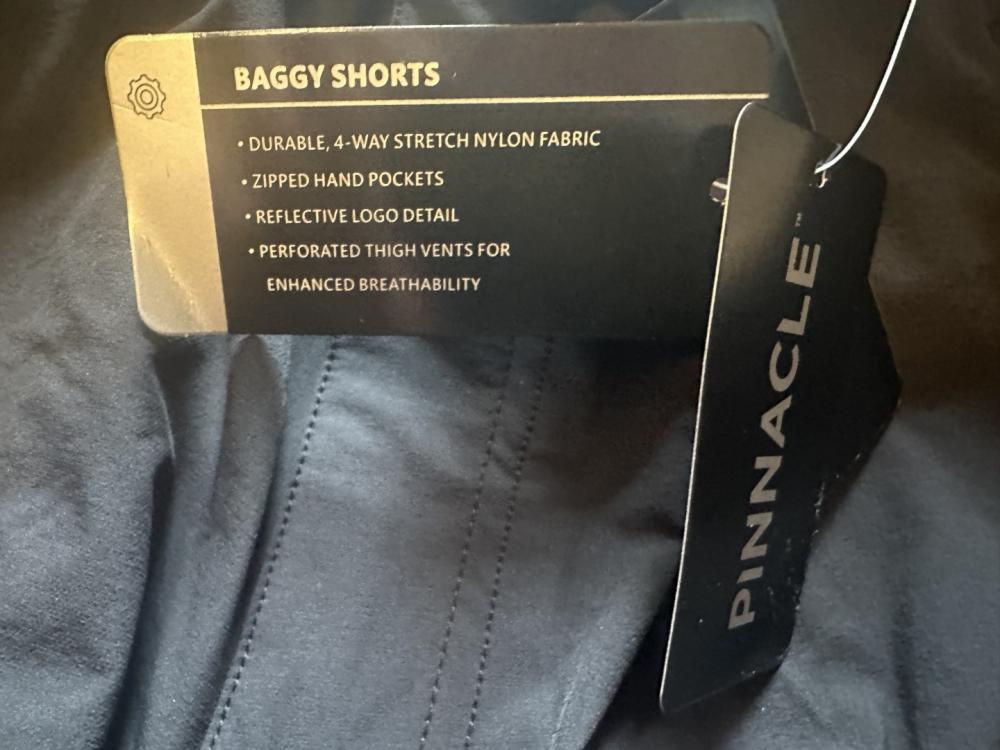 BAGGY SHORTS
• DURABLE, 4-WAY STRETCH NYLON FABRIC
• ZIPPED HAND POCKETS
• REFLECTIVE LOGO DETAIL
• PERFORATED THIGH VENTS FOR
ENHANCED BREATHABILITY
PINNACLE™